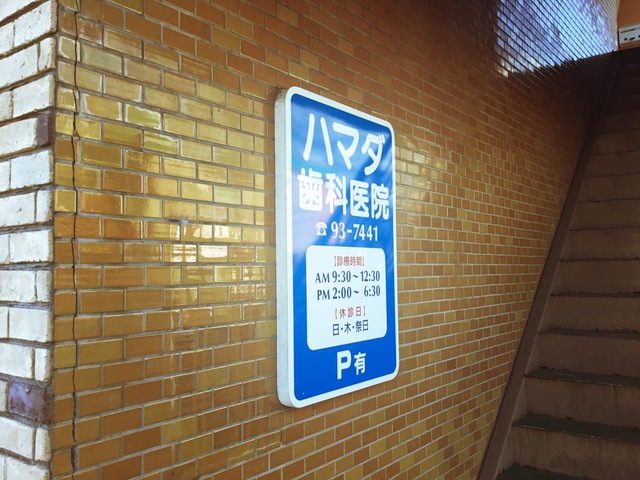 ハマダ
歯科医院
☎93-7441
【診療時間】
AM 9:30～12:30
PM 2:00～ 6:30
【休診日】
日・木・祭日
P有